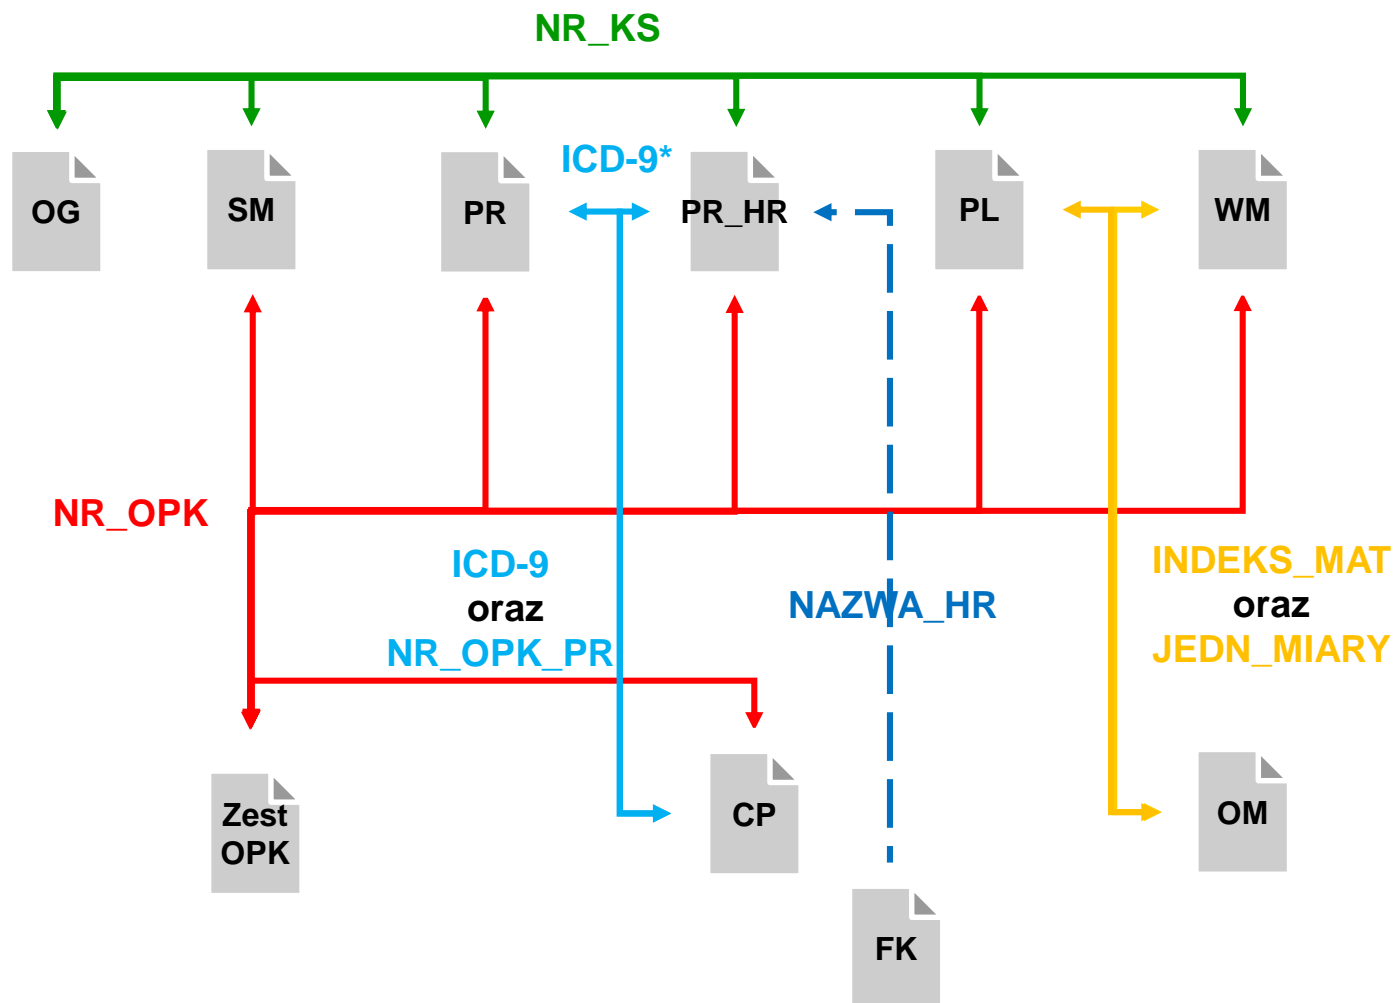 NR_KS
ICD-9*
OG
SM
PR
PR_HR
PL
WM
NR_OPK
ICD-9
oraz
NR_OPK_PR
NAZWA_HR
INDEKS_MAT
oraz
JEDN_MIARY
Zest
OPK
CP
OM
FK